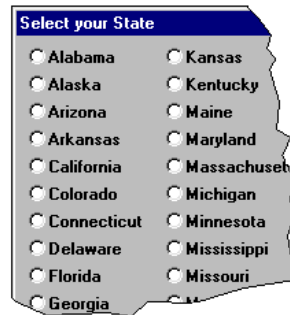 Select your State
Alabama
Alaska
Arizona
Arkansas
California
Colorado
Connecticut
Delaware
Florida
Georgia
Kansas
Kentucky
Maine
Maryland
Massachuset
Michigan
Minnesota
Mississippi
Missouri